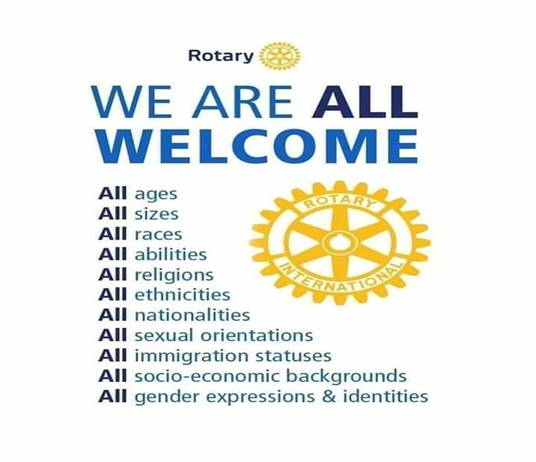 Rotary
WE ARE ALL
WELCOME
All ages
All sizes
All races
All abilities
All religions
All ethnicities
All nationalities
All sexual orientations
All immigration statuses
All socio-economic backgrounds
All gender expressions & identities
ROTARY
INTERNATIONAL